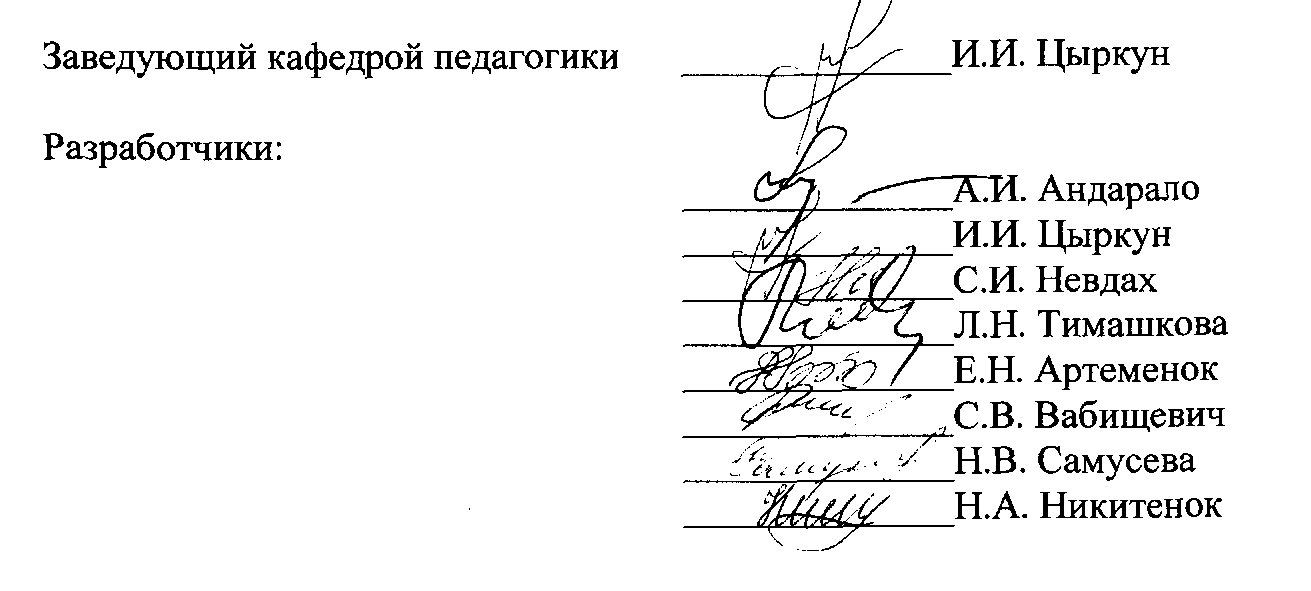 Заведующий кафедрой педагогики И.И. Цыркун
Разработчики:
А.И. Андарало
И.И. Цыркун
С.И. Невдах
Л.Н. Тимашкова
Е.Н. Артеменок
С.В. Вабищевич
Н.В. Самусева
Н.А. Никитенок